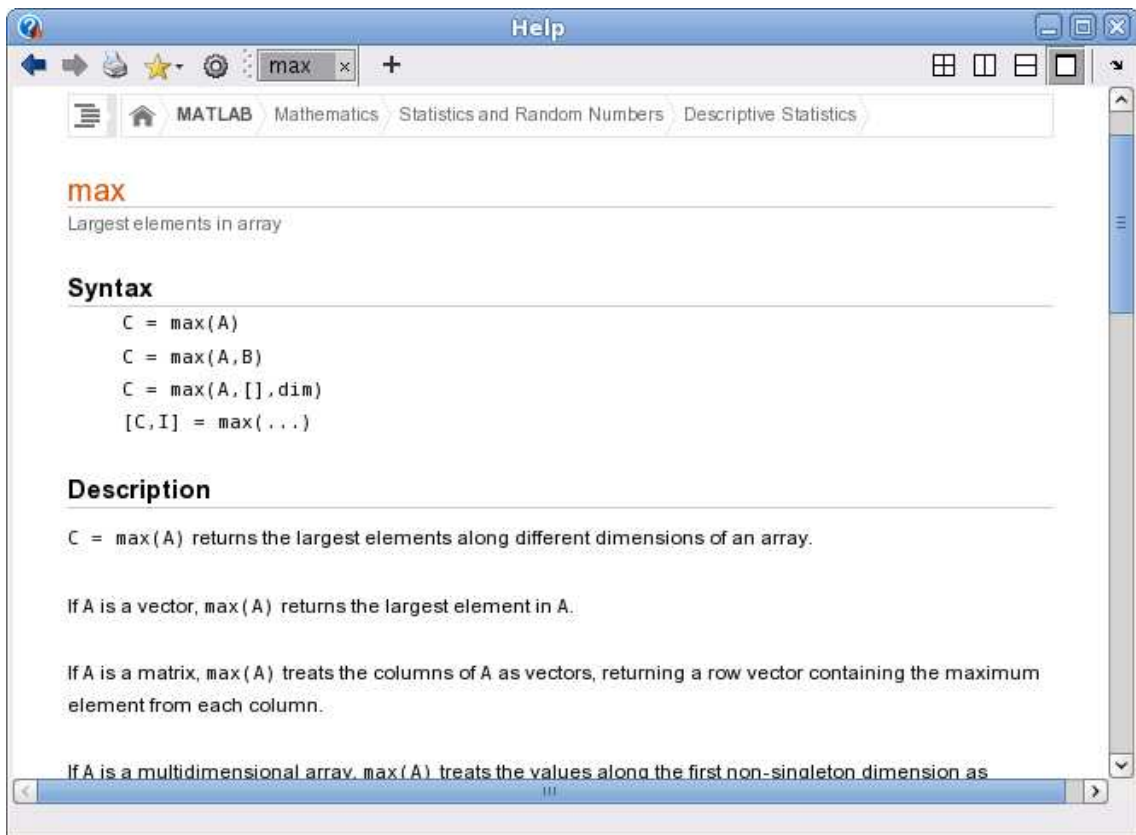 Help
max
MATLAB Mathematics Statistics and Random Numbers Descriptive Statistics
max
Largest elements in array
Syntax
C = max(A)
C = max(A,B)
C = max(A,[],dim)
[C,I] = max(...)
Description
C = max(A) returns the largest elements along different dimensions of an array.
If A is a vector, max(A) returns the largest element in A.
If A is a matrix, max(A) treats the columns of A as vectors, returning a row vector containing the maximum
element from each column.
If A is a multidimensional array, max(A) treats the values along the first non-singleton dimension as